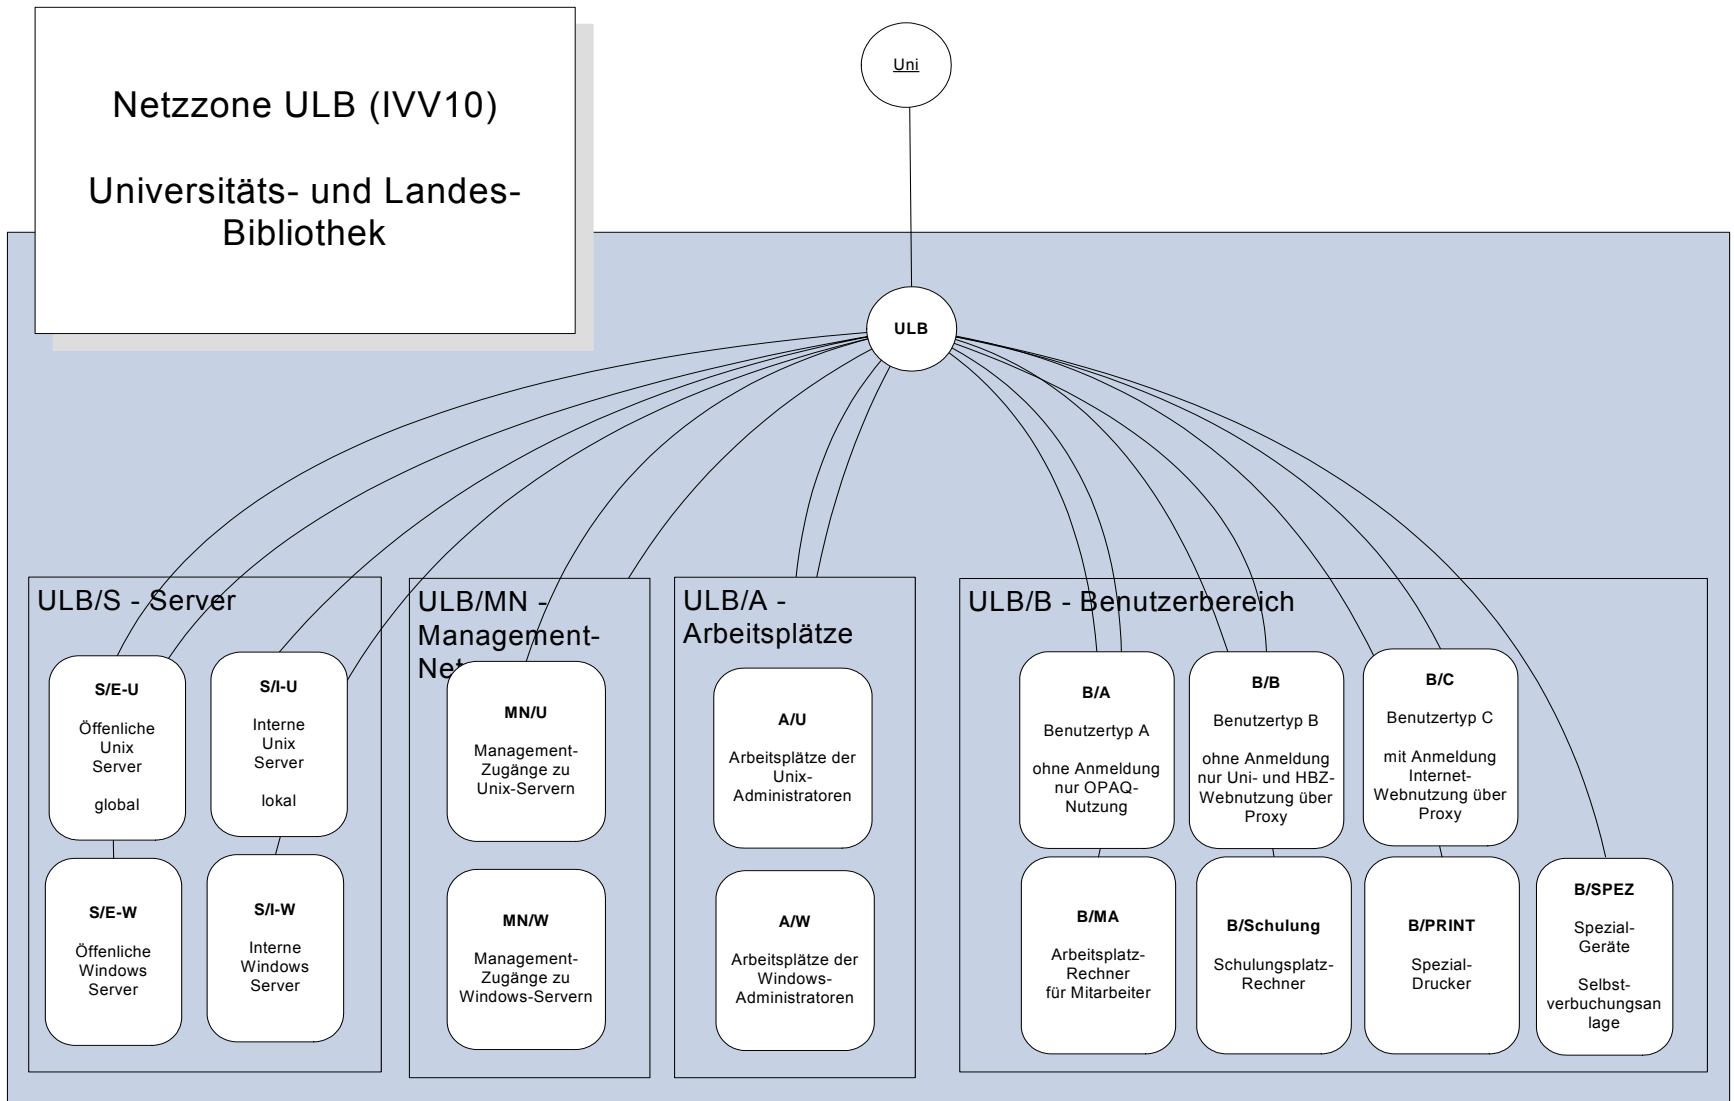 Netzzone ULB (IVV10)
Universitäts- und Landes-
Bibliothek
Uni
ULB
ULB/S - Server
S/E-U
Öffenliche
Unix
Server
global
S/I-U
Interne
Unix
Server
lokal
S/E-W
Öffenliche
Windows
Server
S/I-W
Interne
Windows
Server
ULB/MN -
Management-
MN/U
Management-
Zugänge zu
Unix-Servern
MN/W
Management-
Zugänge zu
Windows-Servern
ULB/A -
Arbeitsplätze
A/U
Arbeitsplätze der
Unix-
Administratoren
A/W
Arbeitsplätze der
Windows-
Administratoren
ULB/B - Benutzerbereich
B/A
Benutzertyp A
ohne Anmeldung
nur OPAQ-
Nutzung
B/B
Benutzertyp B
ohne Anmeldung
nur Uni- und HBZ-
Webnutzung über
Proxy
B/C
Benutzertyp C
mit Anmeldung
Internet-
Webnutzung über
Proxy
B/MA
Arbeitsplatz-
Rechner
für Mitarbeiter
B/Schulung
Schulungsplatz-
Rechner
B/PRINT
Spezial-
Drucker
B/SPEZ
Spezial-
Geräte
Selbst-
verbuchungsan
lage